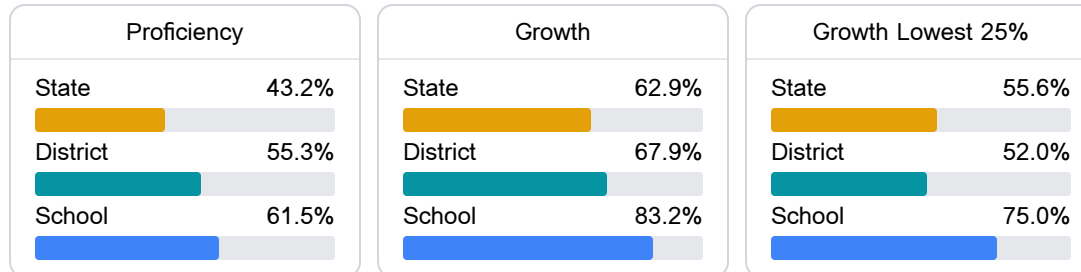 Proficiency
State 43.2%
District 55.3%
School 61.5%
Growth
State 62.9%
District 67.9%
School 83.2%
Growth Lowest 25%
State 55.6%
District 52.0%
School 75.0%